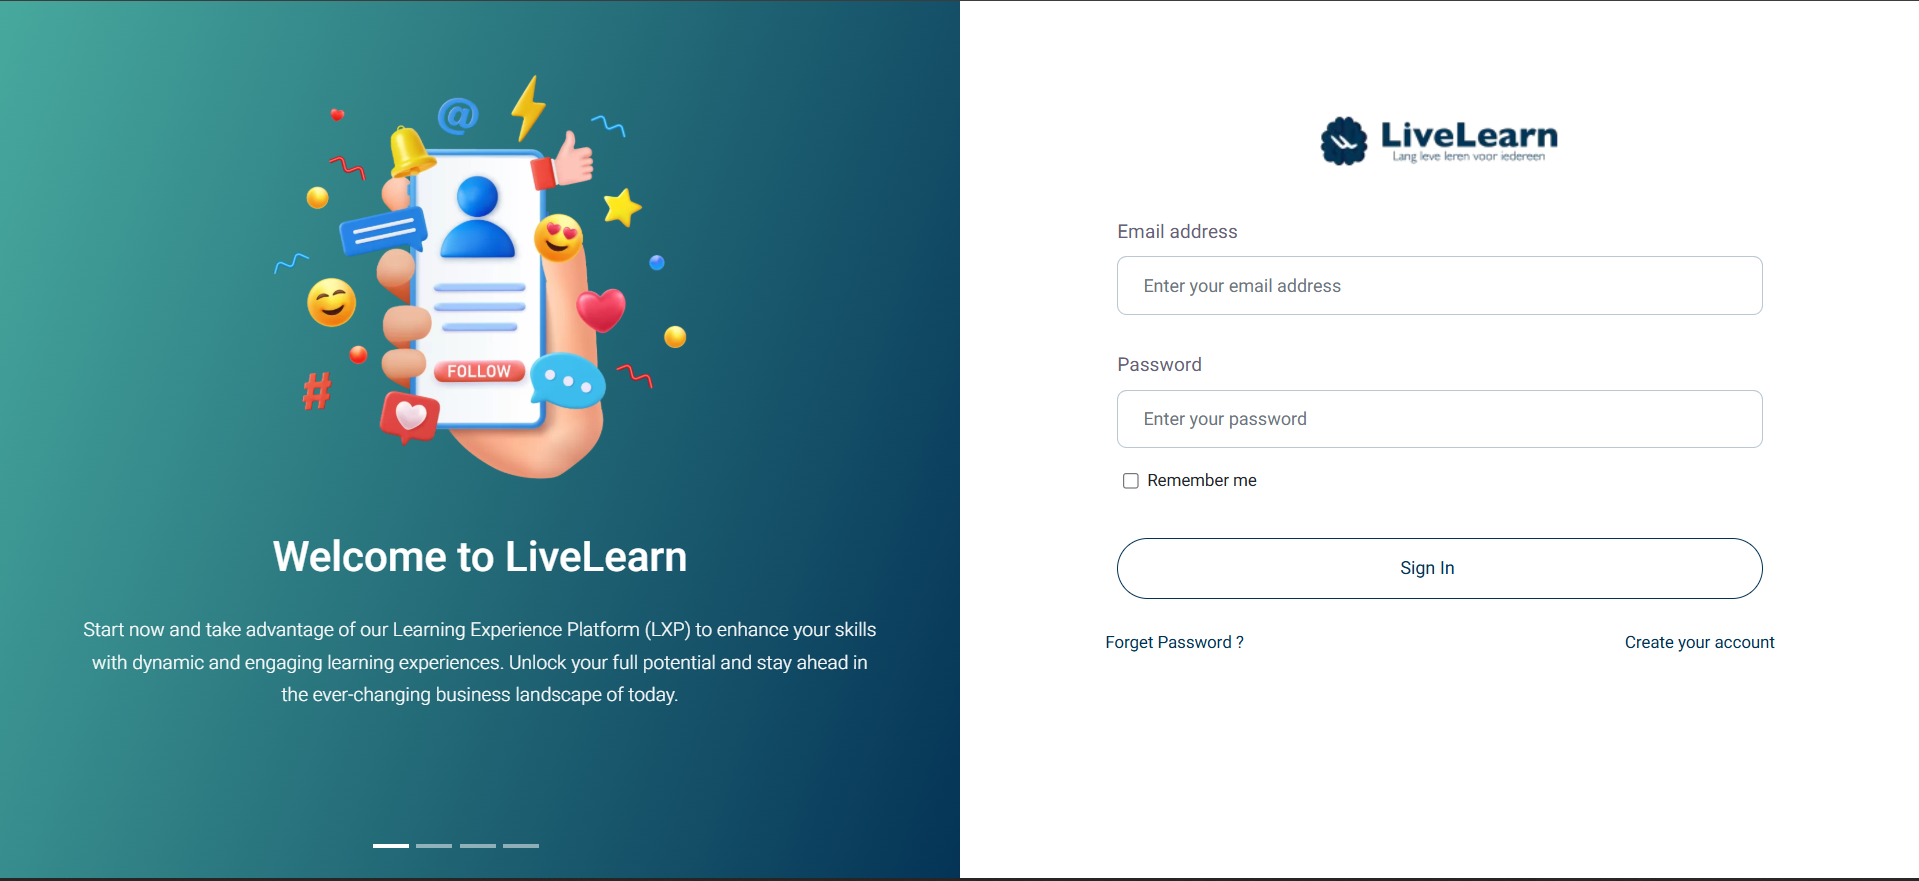 @
#
FOLLOW
Welcome to LiveLearn
Start now and take advantage of our Learning Experience Platform (LXP) to enhance your skills
with dynamic and engaging learning experiences. Unlock your full potential and stay ahead in
the ever-changing business landscape of today.
LiveLearn
Lang leve leren voor iedereen
Email address
Enter your email address
Password
Enter your password
Remember me
Sign In
Forget Password ?
Create your account